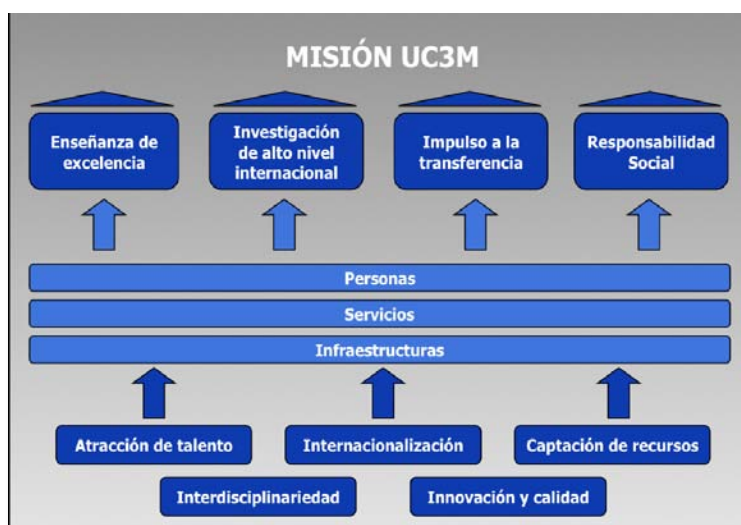 MISIÓN UC3M
Enseñanza de
excelencia
Investigación
de alto nivel
internacional
Impulso a la
transferencia
Responsabilidad
Social
Personas
Servicios
Infraestructuras
Atracción de talento
Internacionalización
Captación de recursos
Interdisciplinariedad
Innovación y calidad